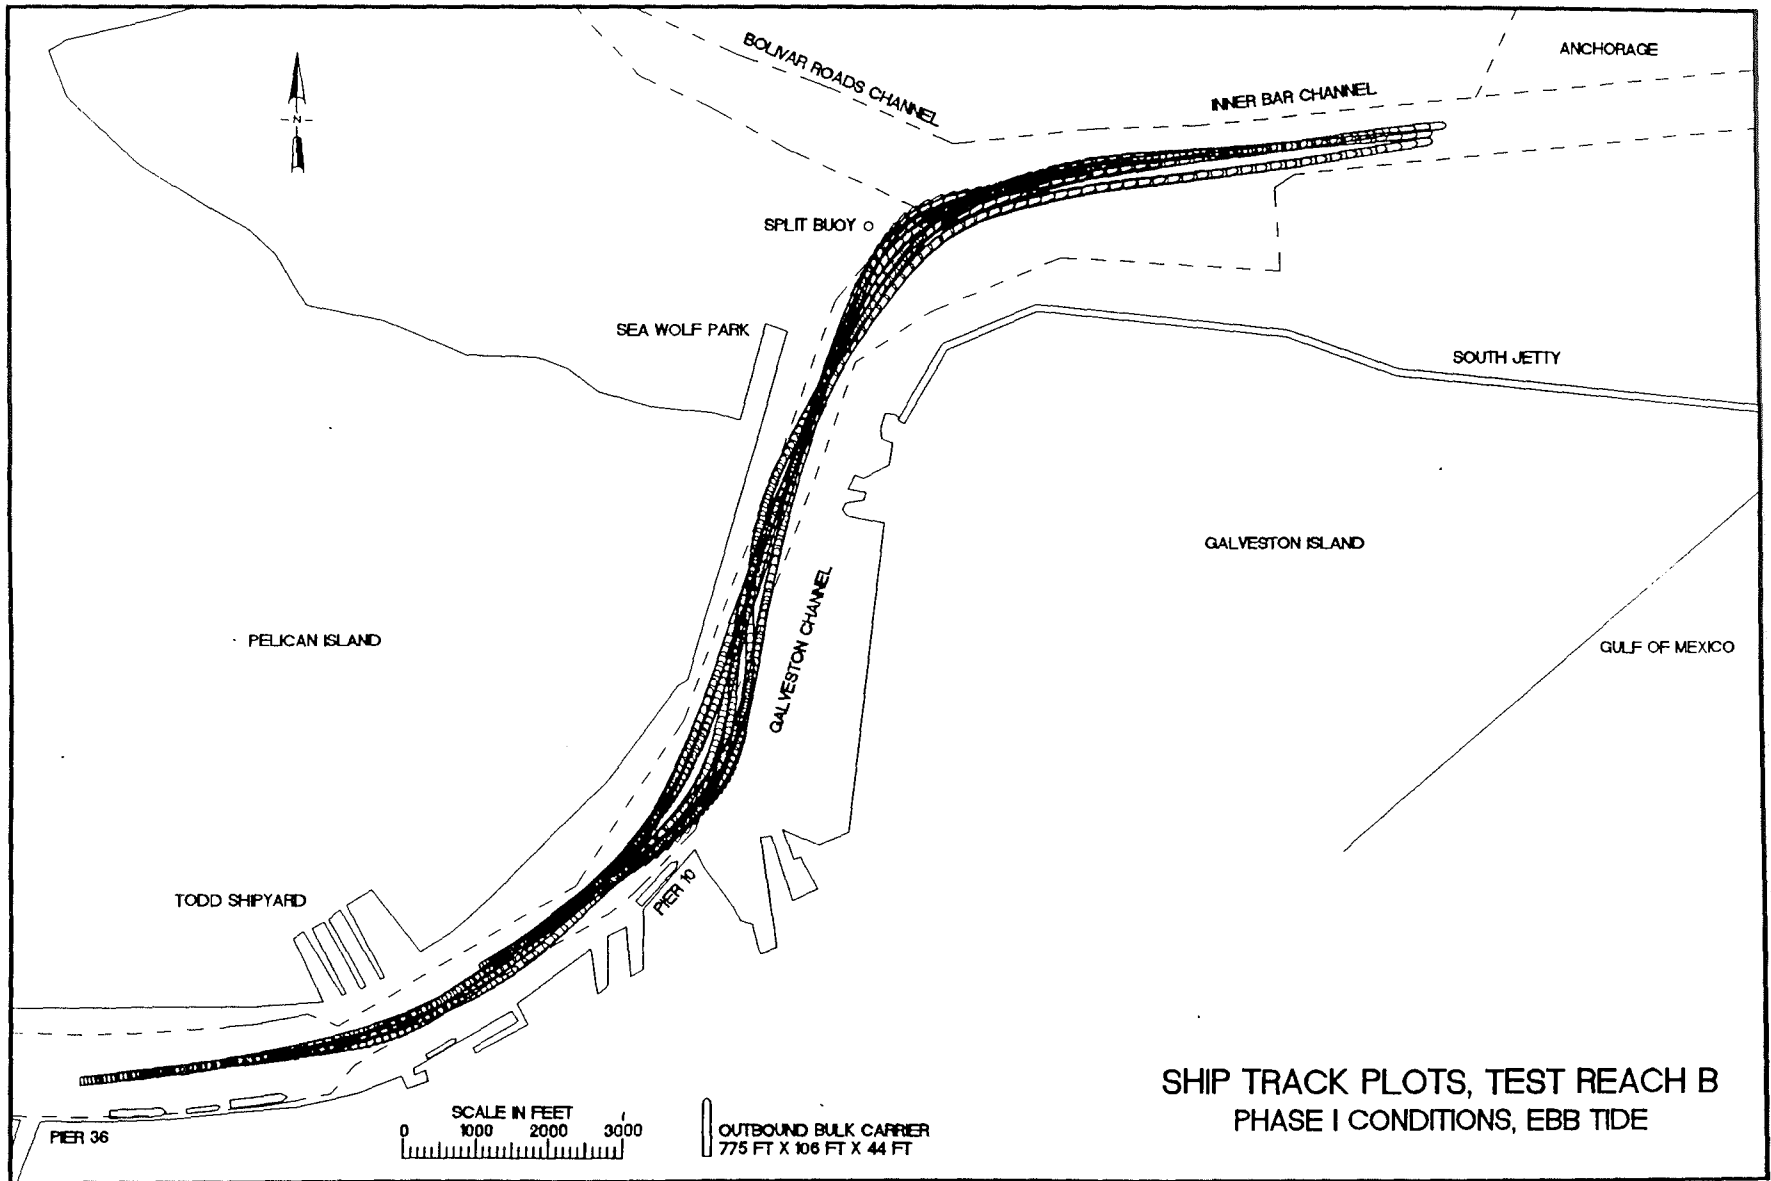 BOLIVAR ROADS CHANNEL
ANCHORAGE
INNER BAR CHANNEL
N
SPLIT BUOY
SEA WOLF PARK
SOUTH JETTY
GALVESTON ISLAND
PELICAN ISLAND
GALVESTON CHANNEL
GULF OF MEXICO
TODD SHIPYARD
PIER 10
PIER 36
SCALE IN FEET
0 1000 2000 3000
OUTBOUND BULK CARRIER
775 FT X 106 FT X 44 FT
SHIP TRACK PLOTS, TEST REACH B
PHASE I CONDITIONS, EBB TIDE